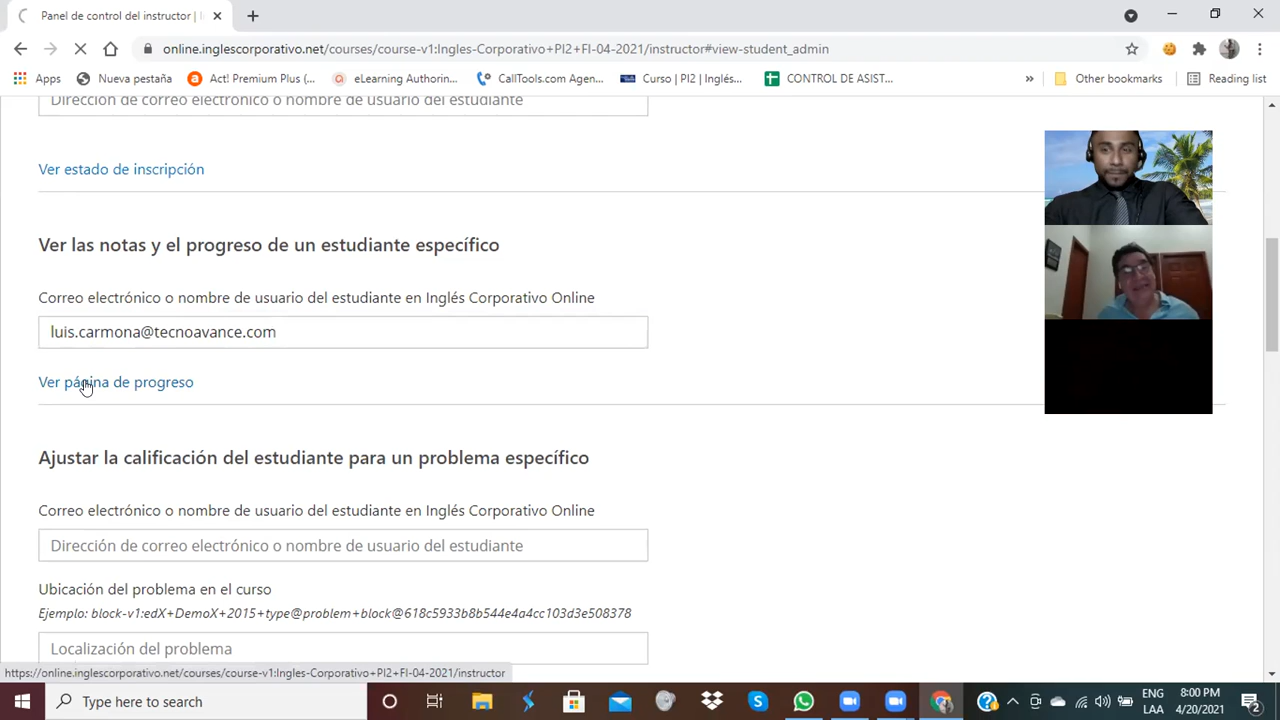 Panel de control del instructor |
online.inglescorporativo.net/courses/course-v1:Ingles-Corporativo+PI2+FI-04-2021/instructor#view-student_admin
Apps Nueva pestaña Act! Premium Plus (... eLearning Authorin... CallTools.com Agen... Curso | PI2 | Inglés... CONTROL DE ASIST... » Other bookmarks Reading list
Dirección de correo electrónico o nombre de usuario del estudiante
Ver estado de inscripción
Ver las notas y el progreso de un estudiante específico
Correo electrónico o nombre de usuario del estudiante en Inglés Corporativo Online
luis.carmona@tecnoavance.com
Ver página de progreso
Ajustar la calificación del estudiante para un problema específico
Correo electrónico o nombre de usuario del estudiante en Inglés Corporativo Online
Dirección de correo electrónico o nombre de usuario del estudiante
Ubicación del problema en el curso
Ejemplo: block-v1:edX+DemoX+2015+type@problem+block@618c5933b8b544e4a4cc103d3e508378
Localización del problema
https://online.inglescorporativo.net/courses/course-v1:Ingles-Corporativo+PI2+FI-04-2021/instructor
Type here to search
ENG 8:00 PM
LAA 4/20/2021 2